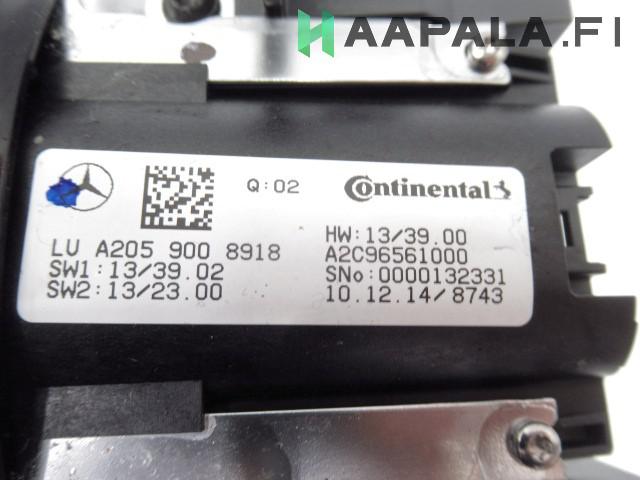 HAAPALA.FI
Q:02
Continental
LU A205 900 8918
SW1:13/39.02
SW2:13/23.00
HW:13/39.00
A2C96561000
SNo:0000132331
10.12.14/8743